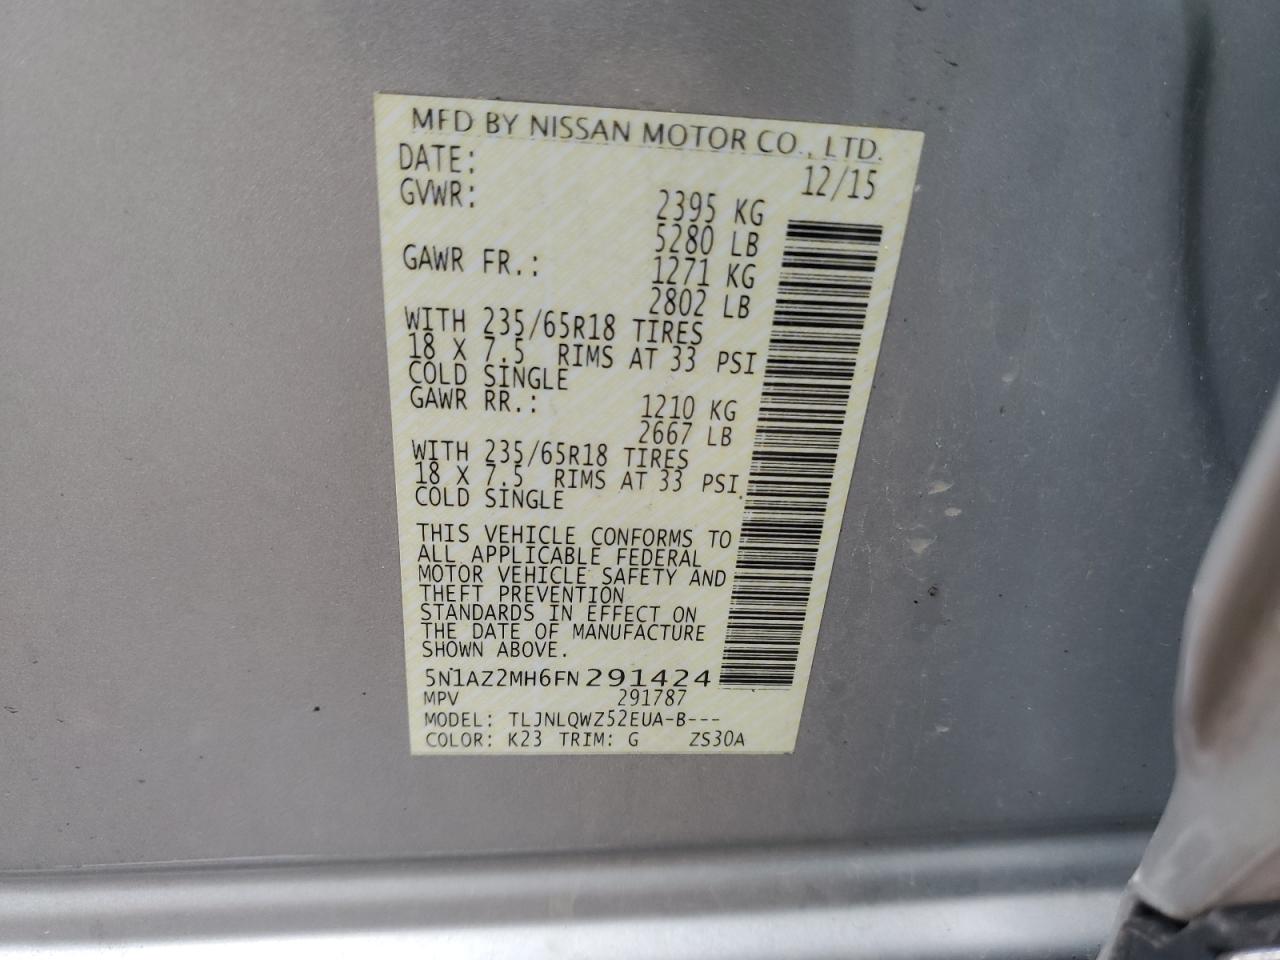 MFD BY NISSAN MOTOR CO., LTD.
DATE: 12/15
GVWR: 2395 KG
5280 LB
GAWR FR.: 1271 KG
2802 LB
WITH 235/65R18 TIRES
18 X 7.5 RIMS AT 33 PSI
COLD SINGLE
GAWR RR.: 1210 KG
2667 LB
WITH 235/65R18 TIRES
18 X 7.5 RIMS AT 33 PSI
COLD SINGLE
THIS VEHICLE CONFORMS TO
ALL APPLICABLE FEDERAL
MOTOR VEHICLE SAFETY AND
THEFT PREVENTION
STANDARDS IN EFFECT ON
THE DATE OF MANUFACTURE
SHOWN ABOVE.
5N1AZ2MH6FN291424
MPV 291787
MODEL: TLJNLQWZ52EUA-B---
COLOR: K23 TRIM: G ZS30A